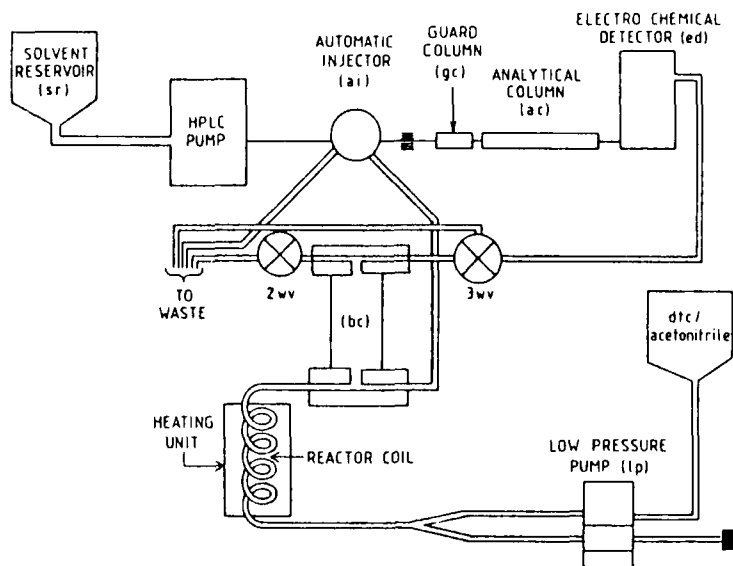 SOLVENT
RESERVOIR
(sr)
HPLC
PUMP
AUTOMATIC
INJECTOR
(ai)
GUARD
COLUMN
(gc)
ANALYTICAL
COLUMN
(ac)
ELECTRO CHEMICAL
DETECTOR (ed)
TO
WASTE
2wv
3wv
(bc)
dtc/
acetonitrile
HEATING
UNIT
REACTOR COIL
LOW PRESSURE
PUMP (lp)